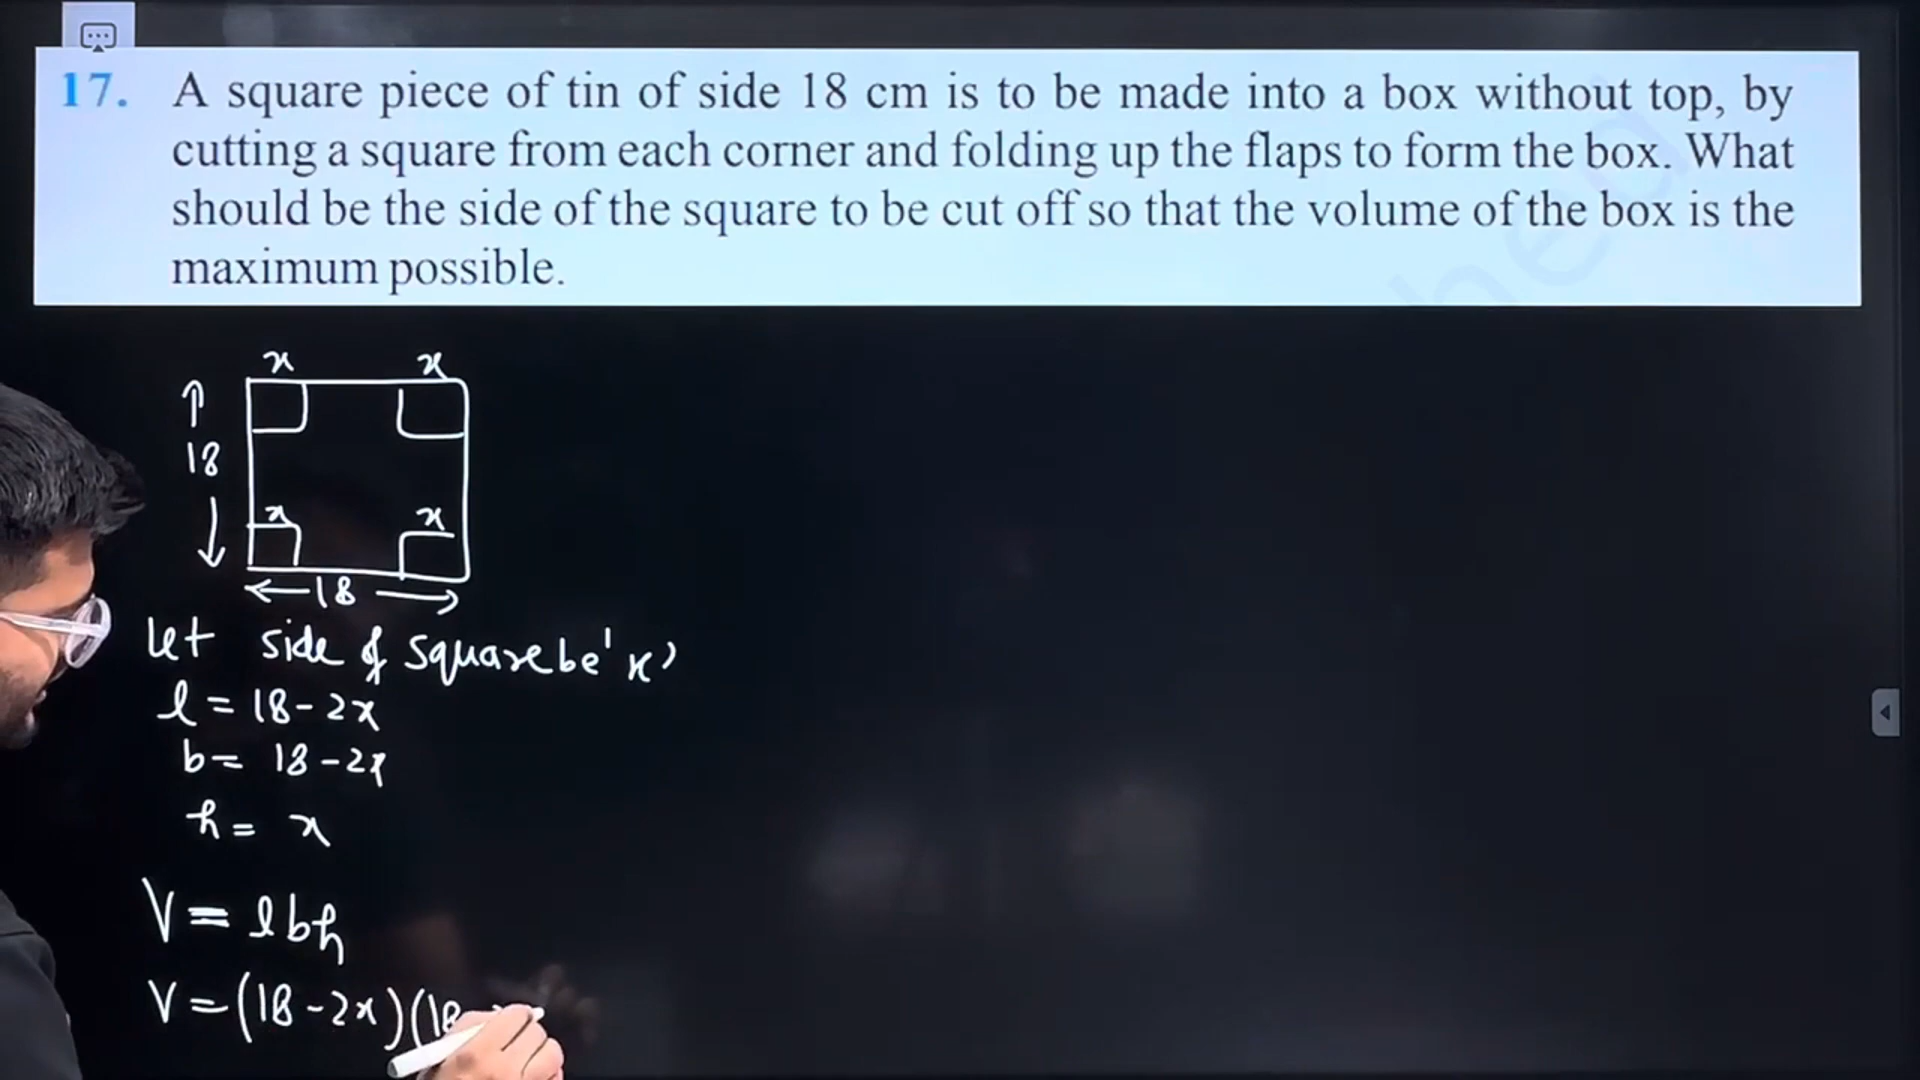 17. A square piece of tin of side 18 cm is to be made into a box without top, by
cutting a square from each corner and folding up the flaps to form the box. What
should be the side of the square to be cut off so that the volume of the box is the
maximum possible.
x x
18
x x
18
Let side of square be 'x'
l = 18 - 2x
b = 18 - 2x
h = x
V = lbh
V = (18 - 2x)(18